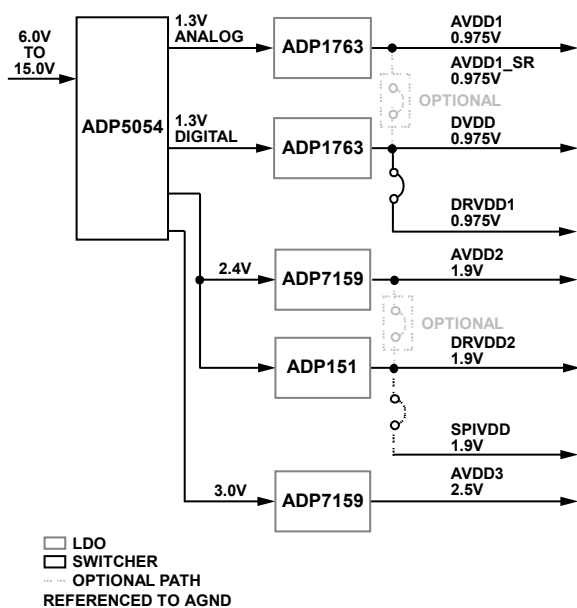 6.0V
TO
15.0V
ADP5054
1.3V
ANALOG
ADP1763
AVDD1
0.975V
AVDD1_SR
0.975V
OPTIONAL
1.3V
DIGITAL
ADP1763
DVDD
0.975V
DRVDD1
0.975V
2.4V
ADP7159
AVDD2
1.9V
OPTIONAL
ADP151
DRVDD2
1.9V
SPIVDD
1.9V
3.0V
ADP7159
AVDD3
2.5V
LDO
SWITCHER
OPTIONAL PATH
REFERENCED TO AGND